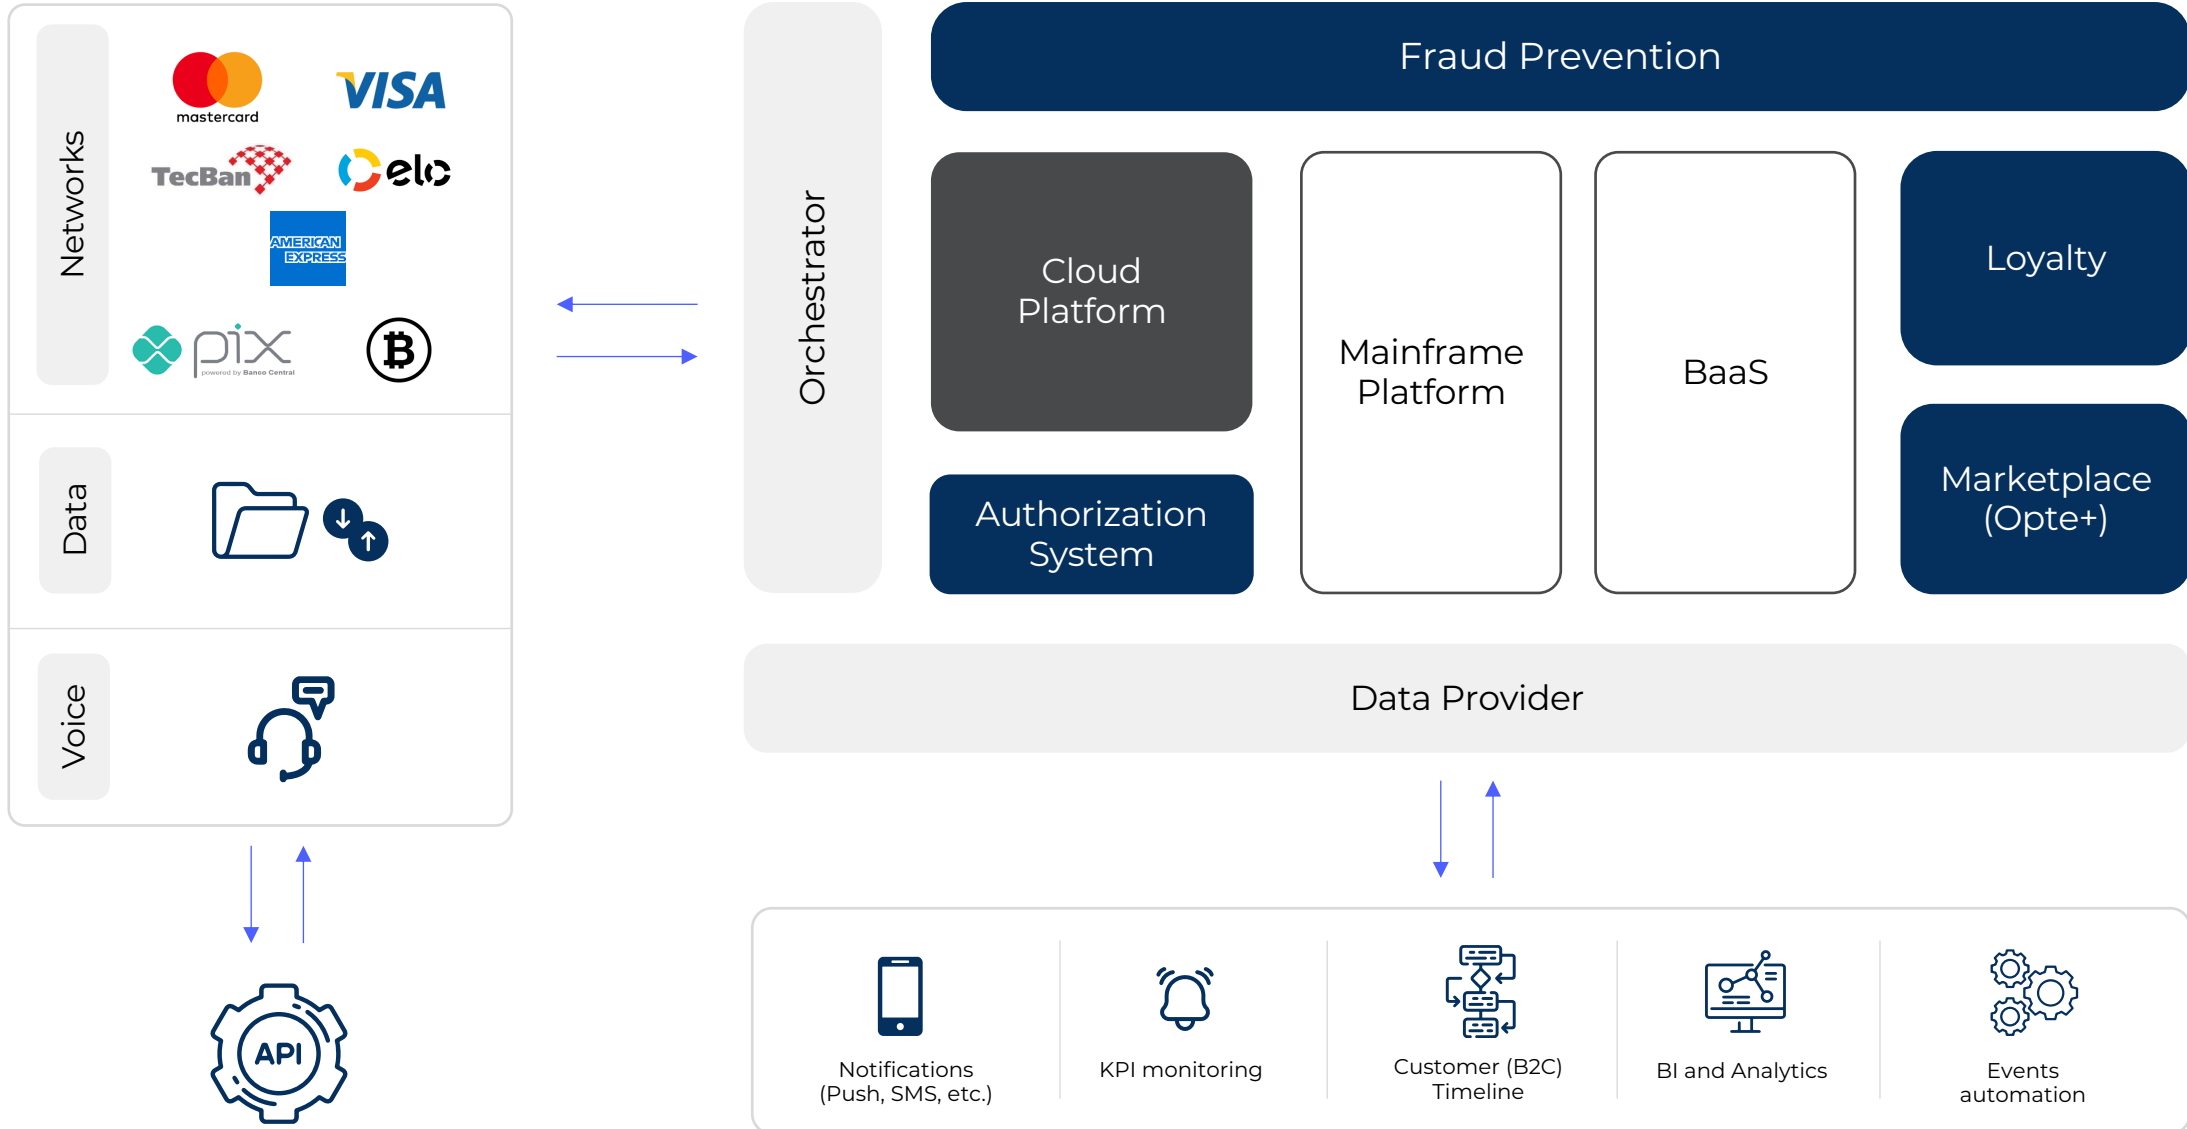 Networks
mastercard
VISA
TecBan
elo
AMERICAN
EXPRESS
pix
powered by Banco Central
Data
Voice
API
Orchestrator
Fraud Prevention
Cloud
Platform
Authorization
System
Mainframe
Platform
BaaS
Loyalty
Marketplace
(Opte+)
Data Provider
Notifications
(Push, SMS, etc.)
KPI monitoring
Customer (B2C)
Timeline
BI and Analytics
Events
automation